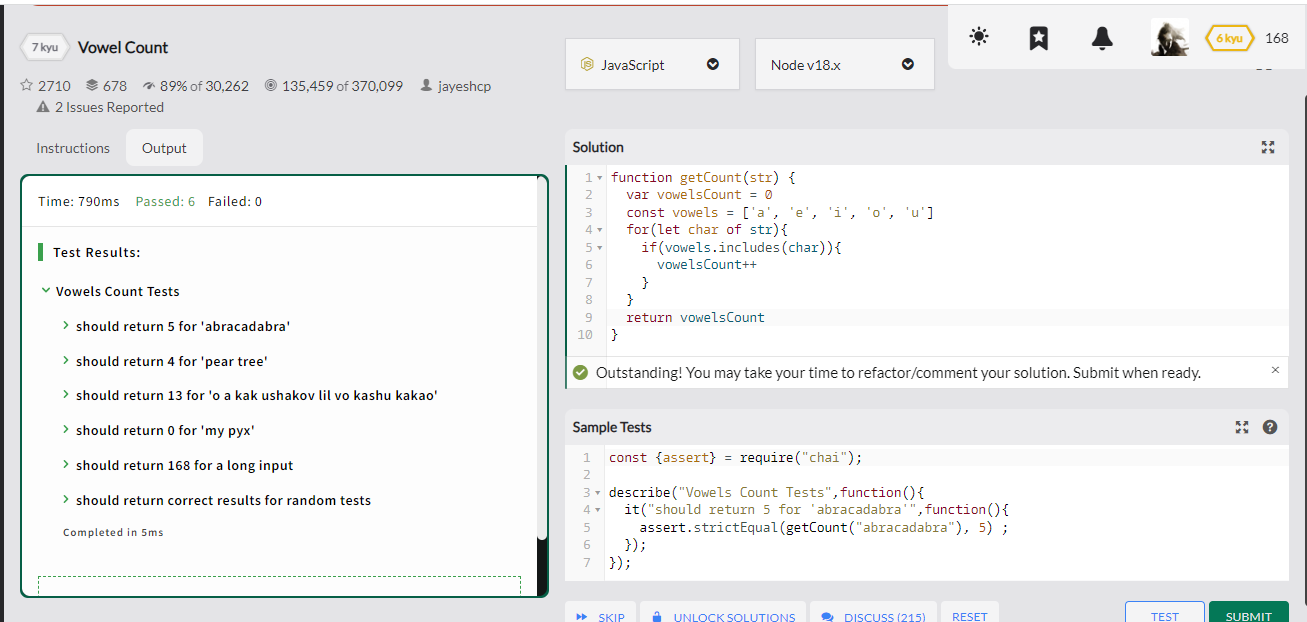 7 kyu Vowel Count
2710 678 89% of 30,262 135,459 of 370,099 jayeshcp
2 Issues Reported
Instructions Output
Time: 790ms Passed: 6 Failed: 0
Test Results:
Vowels Count Tests
should return 5 for 'abracadabra'
should return 4 for 'pear tree'
should return 13 for 'o a kak ushakov lil vo kashu kakao'
should return 0 for 'my pyx'
should return 168 for a long input
should return correct results for random tests
Completed in 5ms
JavaScript Node v18.x
6 kyu 168
Solution
1 function getCount(str) {
2 var vowelsCount = 0
3 const vowels = ['a', 'e', 'i', 'o', 'u']
4 for(let char of str){
5 if(vowels.includes(char)){
6 vowelsCount++
7 }
8 }
9 return vowelsCount
10 }
Outstanding! You may take your time to refactor/comment your solution. Submit when ready. ×
Sample Tests
1 const {assert} = require("chai");
2
3 describe("Vowels Count Tests",function(){
4 it("should return 5 for 'abracadabra'",function(){
5 assert.strictEqual(getCount("abracadabra"), 5) ;
6 });
7 });
SKIP UNLOCK SOLUTIONS DISCUSS (215) RESET TEST SUBMIT